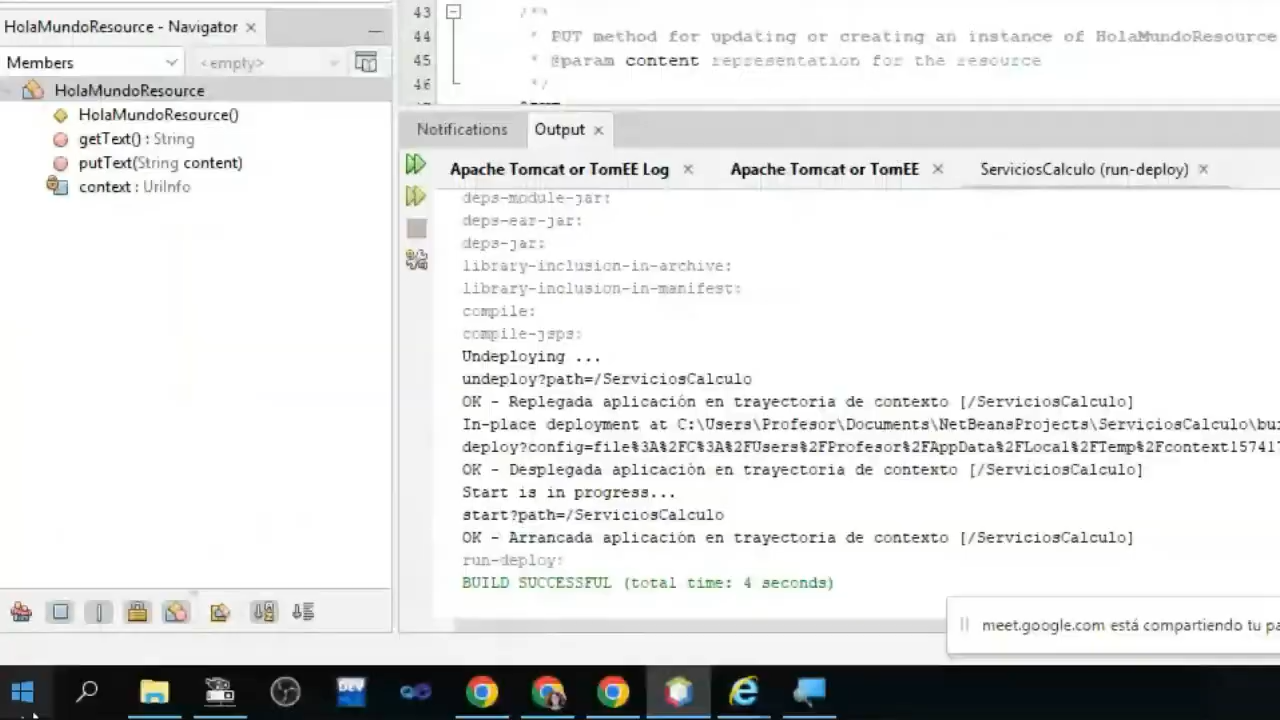 HolaMundoResource - Navigator
Members
<empty>
HolaMundoResource
HolaMundoResource()
getText() : String
putText(String content)
context : UriInfo
43 /**
44 * PUT method for updating or creating an instance of HolaMundoResource
45 * @param content representation for the resource
46 */
Notifications Output
Apache Tomcat or TomEE Log Apache Tomcat or TomEE ServiciosCalculo (run-deploy)
deps-module-jar:
deps-ear-jar:
deps-jar:
library-inclusion-in-archive:
library-inclusion-in-manifest:
compile:
compile-jsps:
Undeploying ...
undeploy?path=/ServiciosCalculo
OK - Replegada aplicación en trayectoria de contexto [/ServiciosCalculo]
In-place deployment at C:\Users\Profesor\Documents\NetBeansProjects\ServiciosCalculo\bui
deploy?config=file%3A%2FC%3A%2FUsers%2FProfesor%2FAppData%2FLocal%2FTemp%2Fcontext15741
OK - Desplegada aplicación en trayectoria de contexto [/ServiciosCalculo]
Start is in progress...
start?path=/ServiciosCalculo
OK - Arrancada aplicación en trayectoria de contexto [/ServiciosCalculo]
run-deploy:
BUILD SUCCESSFUL (total time: 4 seconds)
meet.google.com está compartiendo tu pa
DEV